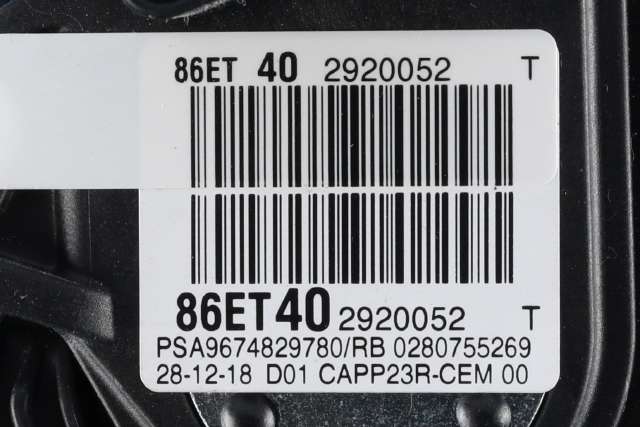 86ET 40 2920052 T
86ET40 2920052 T
PSA9674829780/RB 0280755269
28-12-18 D01 CAPP23R-CEM 00